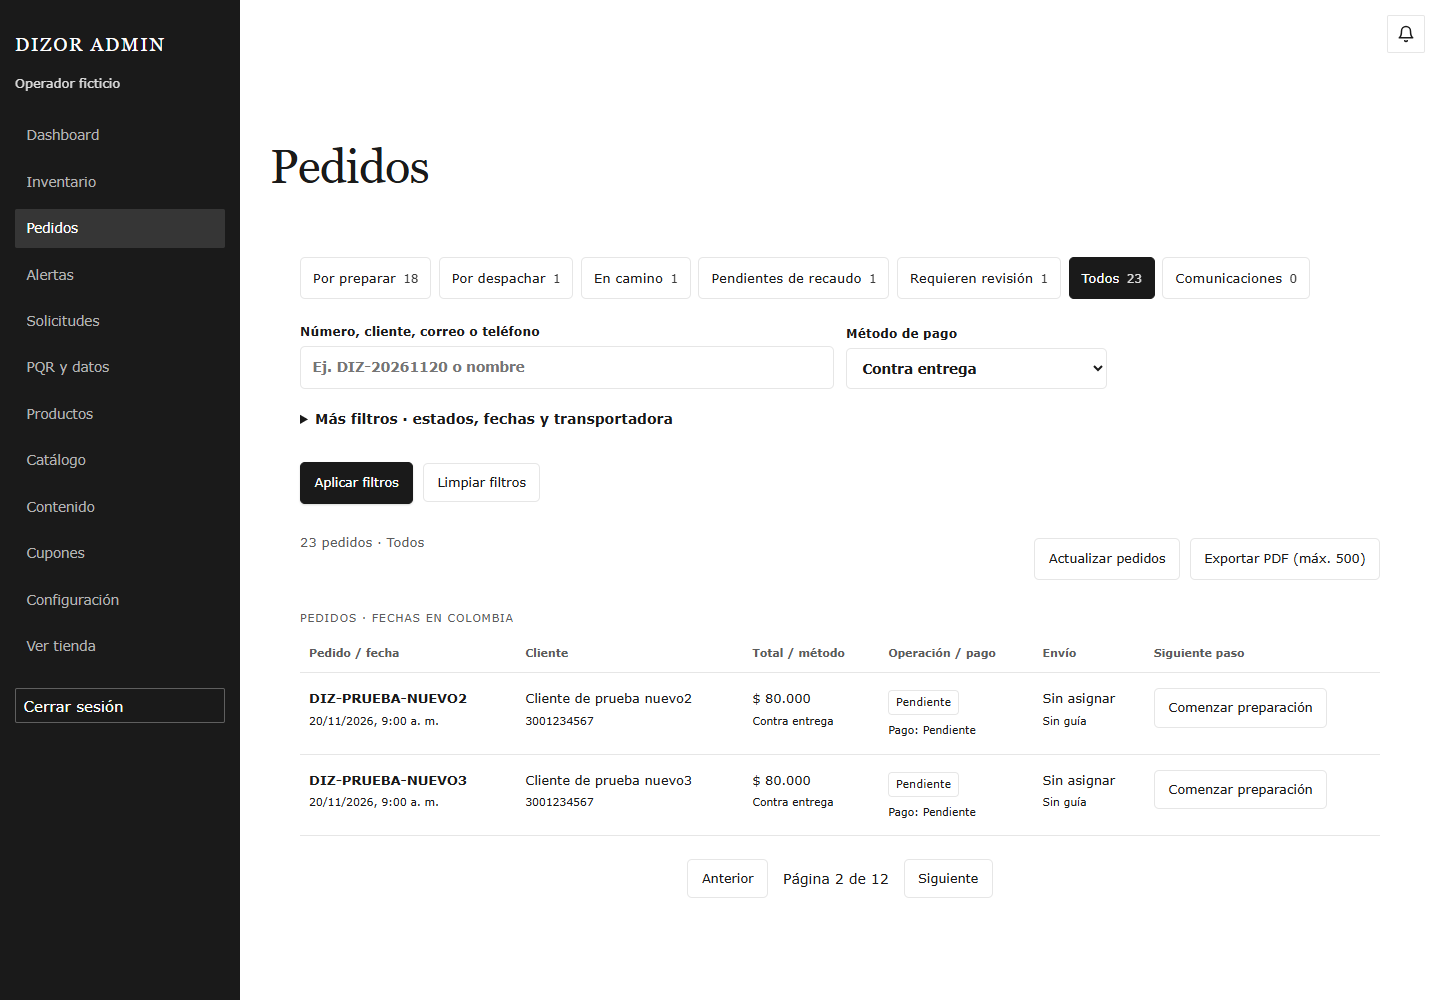 DIZOR ADMIN
Operador ficticio
Dashboard
Inventario
Pedidos
Alertas
Solicitudes
PQR y datos
Productos
Catálogo
Contenido
Cupones
Configuración
Ver tienda
Cerrar sesión
Pedidos
Por preparar 18
Por despachar 1
En camino 1
Pendientes de recaudo 1
Requieren revisión 1
Todos 23
Comunicaciones 0
Número, cliente, correo o teléfono
Ej. DIZ-20261120 o nombre
Método de pago
Contra entrega
Más filtros · estados, fechas y transportadora
Aplicar filtros
Limpiar filtros
23 pedidos · Todos
Actualizar pedidos
Exportar PDF (máx. 500)
PEDIDOS · FECHAS EN COLOMBIA
Pedido / fecha Cliente Total / método Operación / pago Envío Siguiente paso
DIZ-PRUEBA-NUEVO2 Cliente de prueba nuevo2 $ 80.000 Pendiente Sin asignar Comenzar preparación
20/11/2026, 9:00 a. m. 3001234567 Contra entrega Pago: Pendiente Sin guía
DIZ-PRUEBA-NUEVO3 Cliente de prueba nuevo3 $ 80.000 Pendiente Sin asignar Comenzar preparación
20/11/2026, 9:00 a. m. 3001234567 Contra entrega Pago: Pendiente Sin guía
Anterior Página 2 de 12 Siguiente